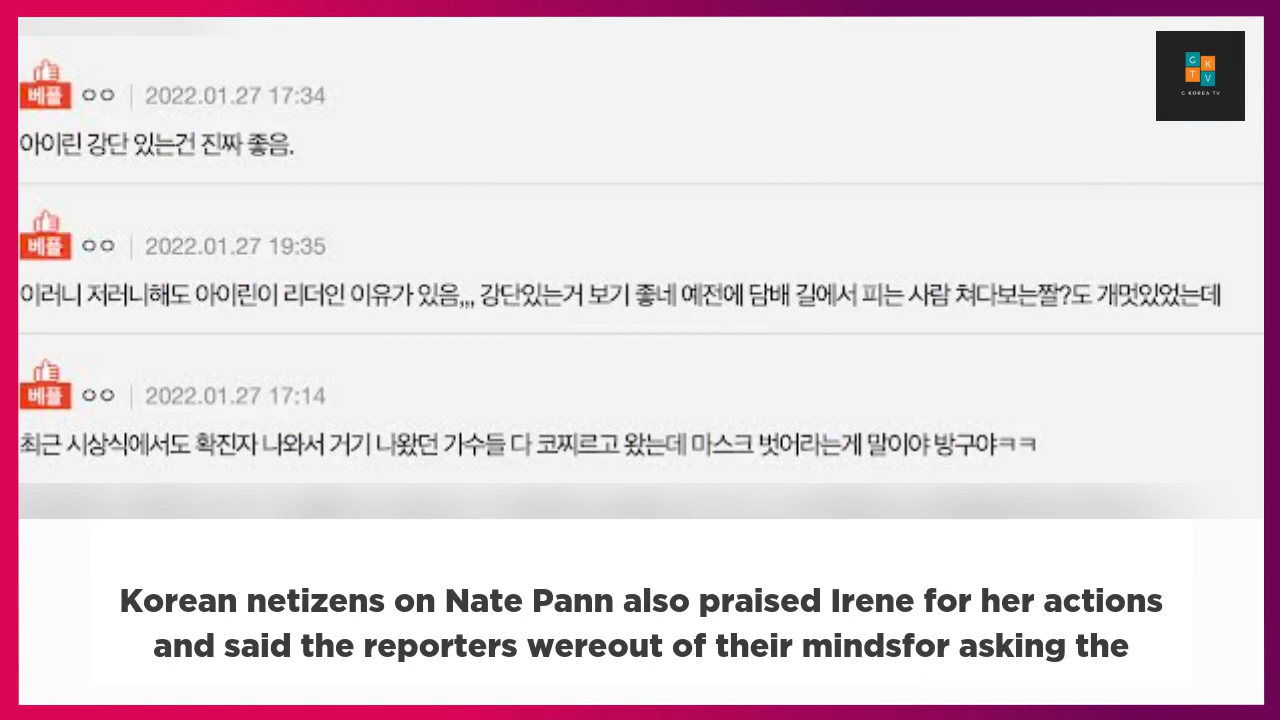 G K
T V
G KOREA TV
베플 ㅇㅇ | 2022.01.27 17:34
아이린 강단 있는건 진짜 좋음.
베플 ㅇㅇ | 2022.01.27 19:35
이러니 저러니해도 아이린이 리더인 이유가 있음,,, 강단있는거 보기 좋네 예전에 담배 길에서 피는 사람 쳐다보는짤?도 개멋있었는데
베플 ㅇㅇ | 2022.01.27 17:14
최근 시상식에서도 확진자 나와서 거기 나왔던 가수들 다 코찌르고 왔는데 마스크 벗어라는게 말이야 방구야ㅋㅋ
Korean netizens on Nate Pann also praised Irene for her actions
and said the reporters wereout of their mindsfor asking the